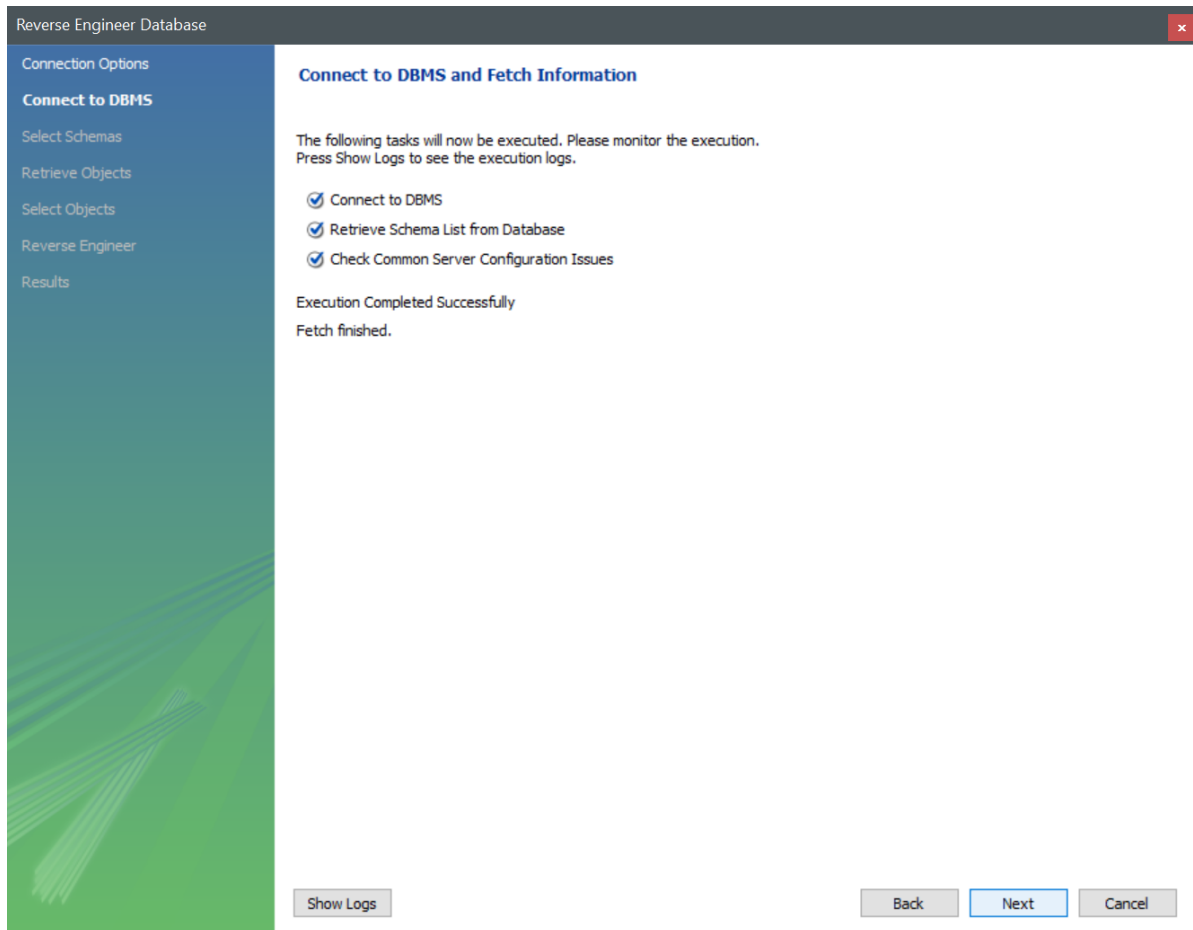 Reverse Engineer Database
x
Connection Options
Connect to DBMS
Select Schemas
Retrieve Objects
Select Objects
Reverse Engineer
Results
Connect to DBMS and Fetch Information
The following tasks will now be executed. Please monitor the execution.
Press Show Logs to see the execution logs.
Connect to DBMS
Retrieve Schema List from Database
Check Common Server Configuration Issues
Execution Completed Successfully
Fetch finished.
Show Logs
Back
Next
Cancel